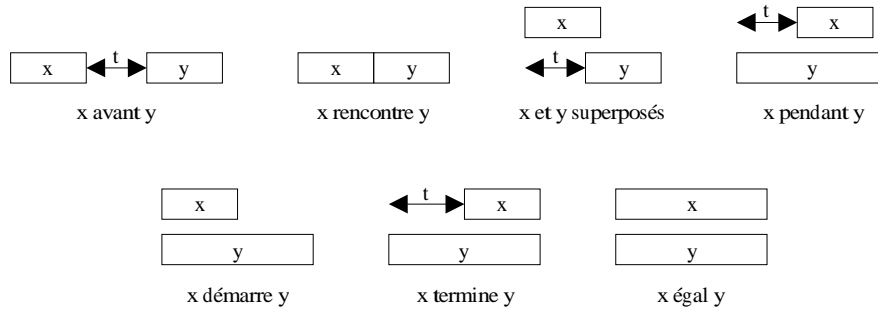 x
t
x
t
x
y
x
y
t
y
y
x avant y
x rencontre y
x et y superposés
x pendant y
x
t
x
x
y
y
y
x démarre y
x termine y
x égal y